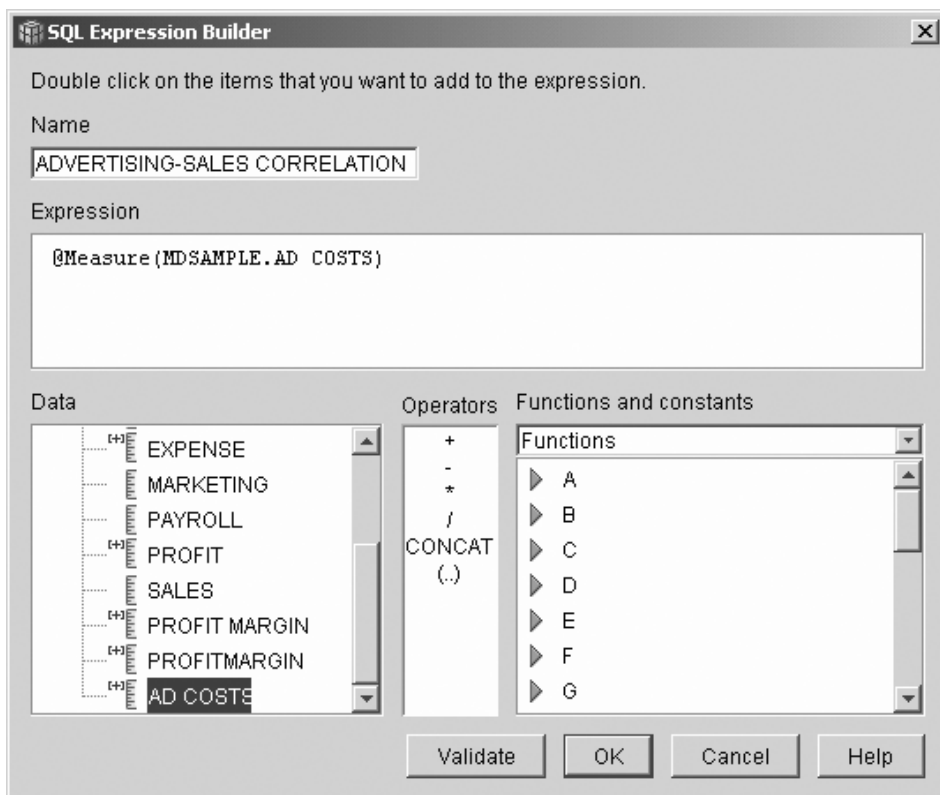 SQL Expression Builder
Double click on the items that you want to add to the expression.
Name
ADVERTISING-SALES CORRELATION
Expression
@Measure(MDSAMPLE.AD COSTS)
Data
[+] EXPENSE
MARKETING
PAYROLL
[+] PROFIT
SALES
[+] PROFIT MARGIN
[+] PROFITMARGIN
[+] AD COSTS
Operators
+
-
*
/
CONCAT
(..)
Functions and constants
Functions
A
B
C
D
E
F
G
Validate
OK
Cancel
Help